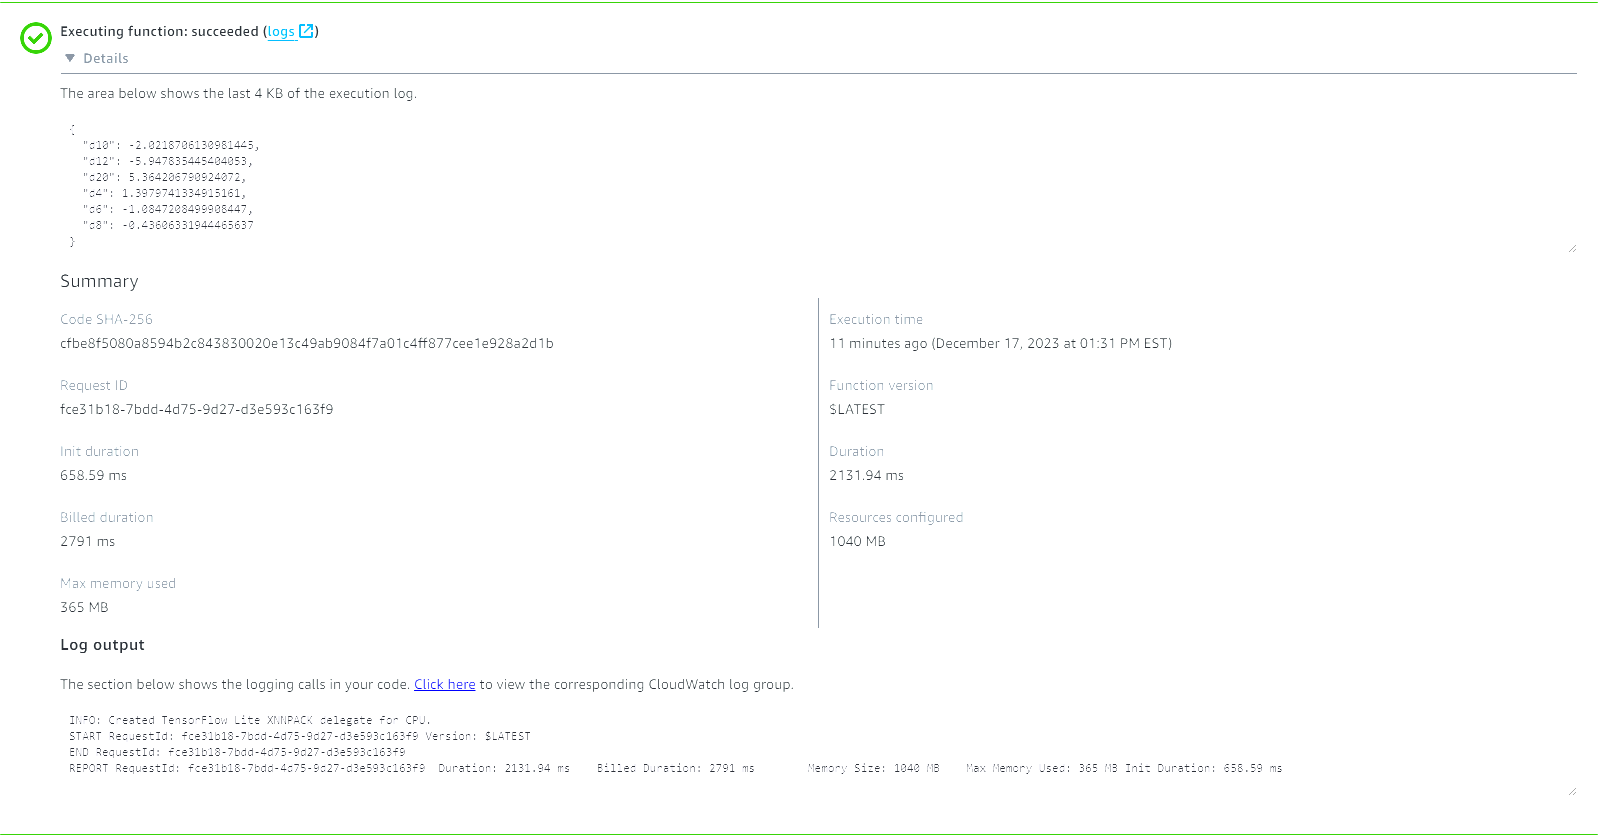 Executing function: succeeded (logs)
▼ Details
The area below shows the last 4 KB of the execution log.
{
"d10": -2.0218706130981445,
"d12": -5.947835445404053,
"d20": 5.364206790924072,
"d4": 1.3979741334915161,
"d6": -1.0847208499908447,
"d8": -0.43606331944465637
}
Summary
Code SHA-256
cfbe8f5080a8594b2c843830020e13c49ab9084f7a01c4ff877cee1e928a2d1b
Execution time
11 minutes ago (December 17, 2023 at 01:31 PM EST)
Request ID
fce31b18-7bdd-4d75-9d27-d3e593c163f9
Function version
$LATEST
Init duration
658.59 ms
Duration
2131.94 ms
Billed duration
2791 ms
Resources configured
1040 MB
Max memory used
365 MB
Log output
The section below shows the logging calls in your code. Click here to view the corresponding CloudWatch log group.
INFO: Created TensorFlow Lite XNNPACK delegate for CPU.
START RequestId: fce31b18-7bdd-4d75-9d27-d3e593c163f9 Version: $LATEST
END RequestId: fce31b18-7bdd-4d75-9d27-d3e593c163f9
REPORT RequestId: fce31b18-7bdd-4d75-9d27-d3e593c163f9 Duration: 2131.94 ms Billed Duration: 2791 ms Memory Size: 1040 MB Max Memory Used: 365 MB Init Duration: 658.59 ms